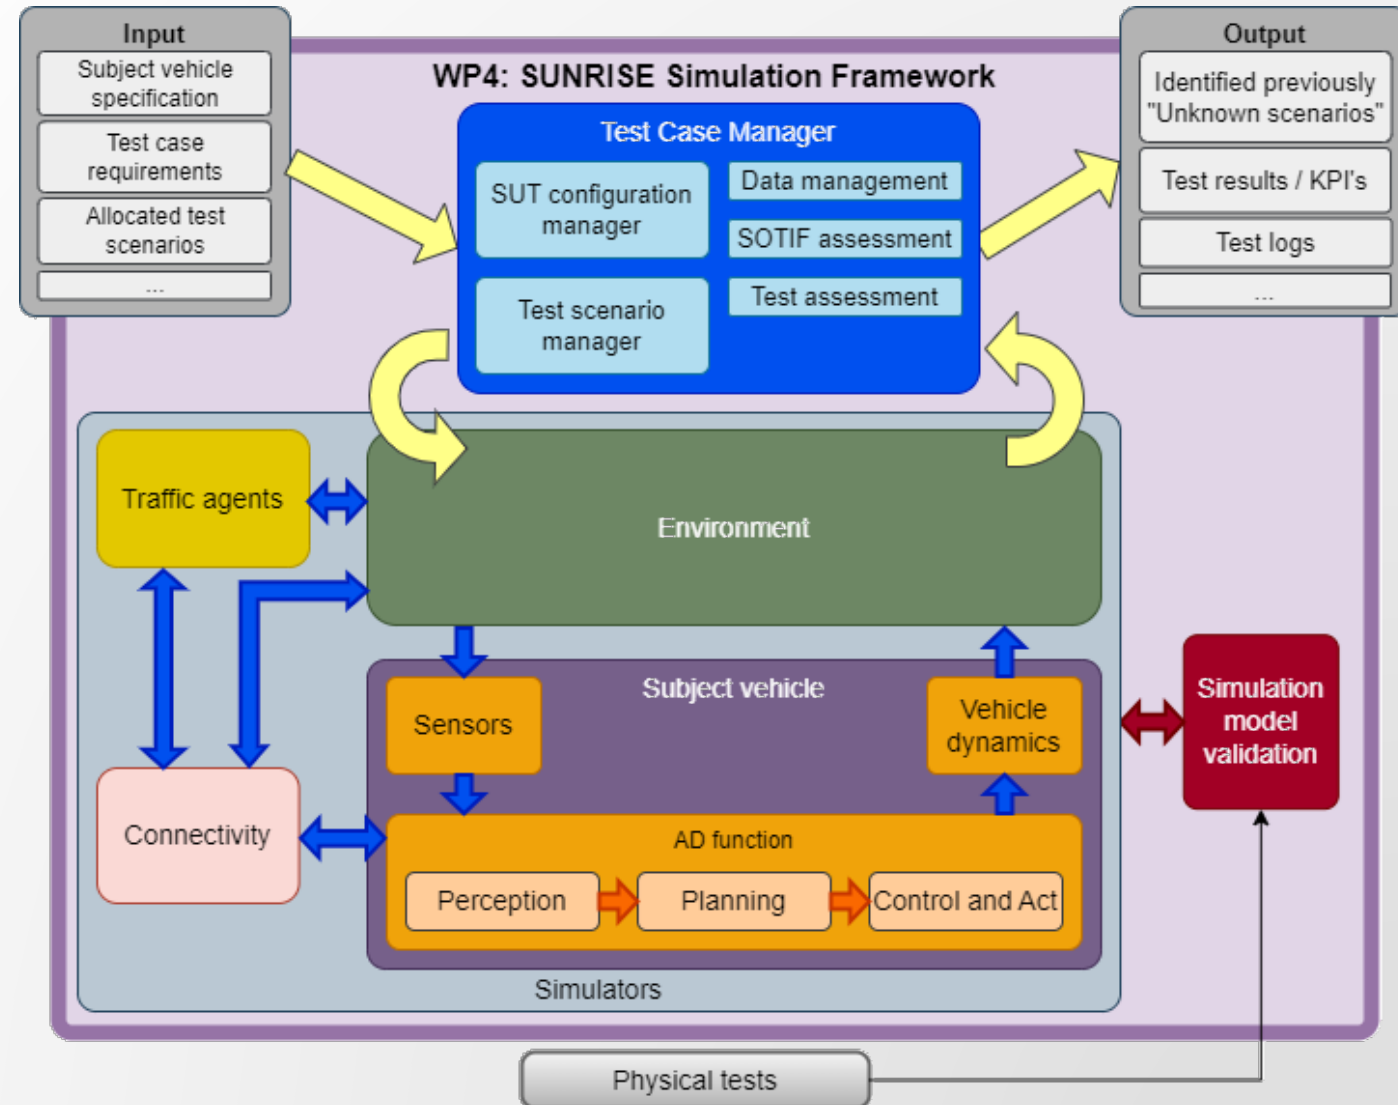 Input
Subject vehicle
specification
Test case
requirements
Allocated test
scenarios
...
Output
Identified previously
"Unknown scenarios"
Test results / KPI's
Test logs
...
WP4: SUNRISE Simulation Framework
Test Case Manager
SUT configuration
manager
Test scenario
manager
Data management
SOTIF assessment
Test assessment
Traffic agents
Environment
Subject vehicle
Sensors
Vehicle
dynamics
Simulation
model
validation
Connectivity
AD function
Perception
Planning
Control and Act
Simulators
Physical tests